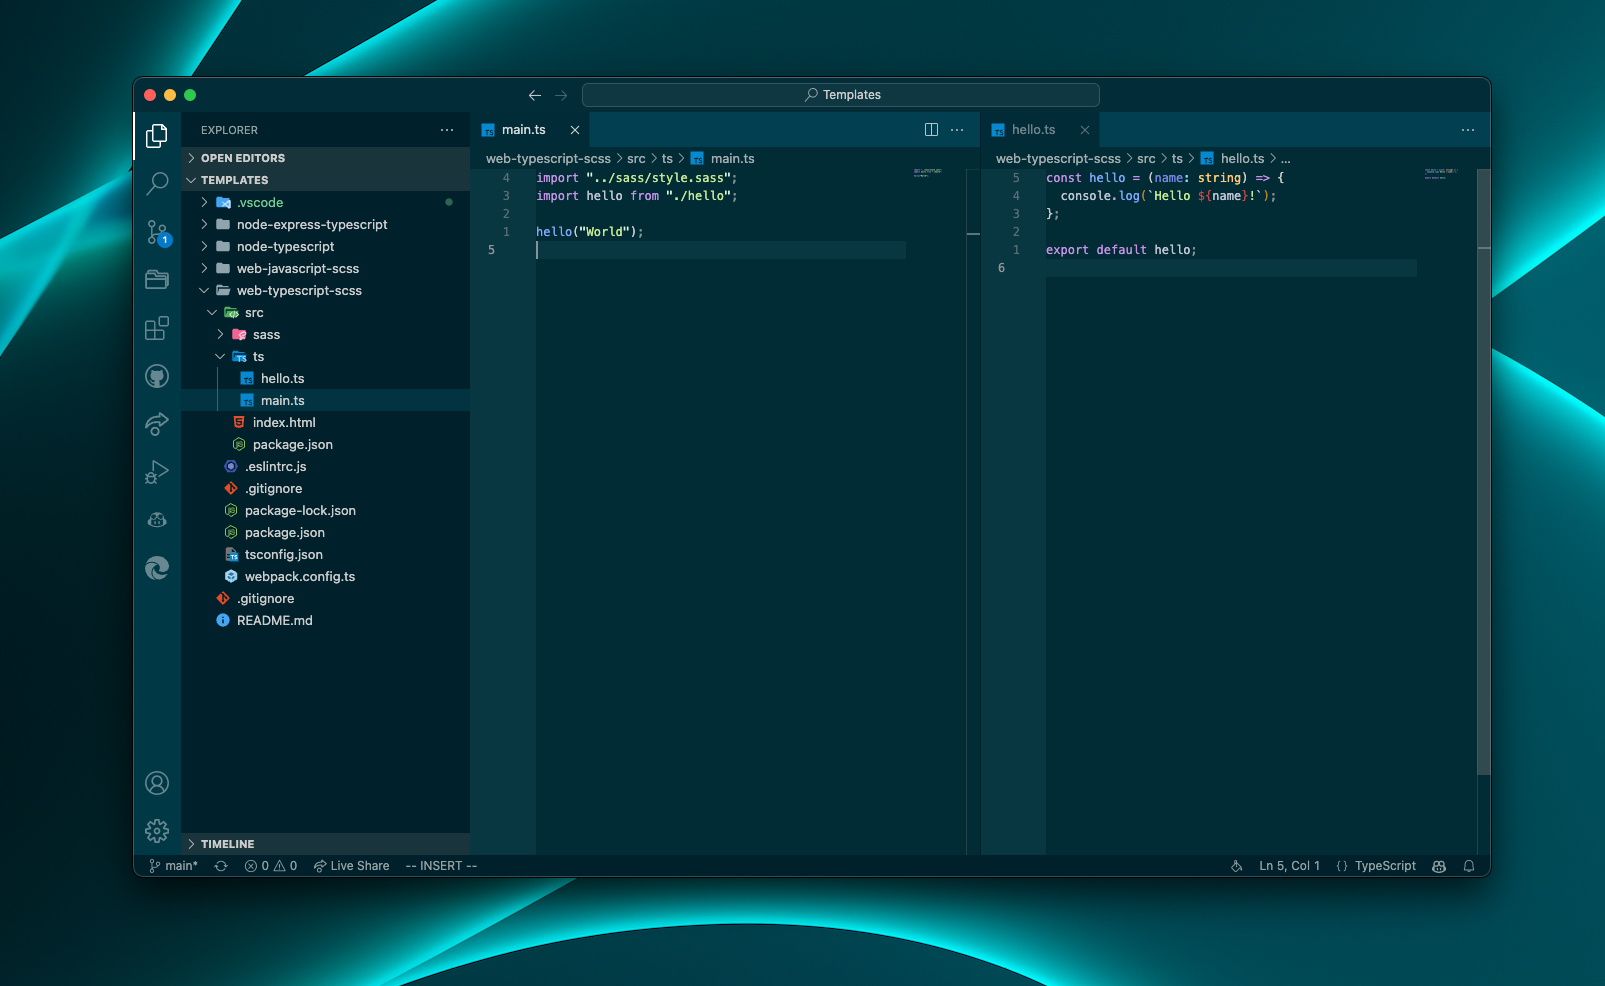 Templates
EXPLORER
OPEN EDITORS
TEMPLATES
.vscode
node-express-typescript
node-typescript
web-javascript-scss
web-typescript-scss
src
sass
ts
hello.ts
main.ts
index.html
package.json
.eslintrc.js
.gitignore
package-lock.json
package.json
tsconfig.json
webpack.config.ts
.gitignore
README.md
TIMELINE
1
main.ts
web-typescript-scss > src > ts > main.ts
4 import "../sass/style.sass";
3 import hello from "./hello";
2
1 hello("World");
5
hello.ts
web-typescript-scss > src > ts > hello.ts > ...
5 const hello = (name: string) => {
4 console.log(`Hello ${name}!`);
3 };
2
1 export default hello;
6
main* 0 0 Live Share -- INSERT -- Ln 5, Col 1 {} TypeScript